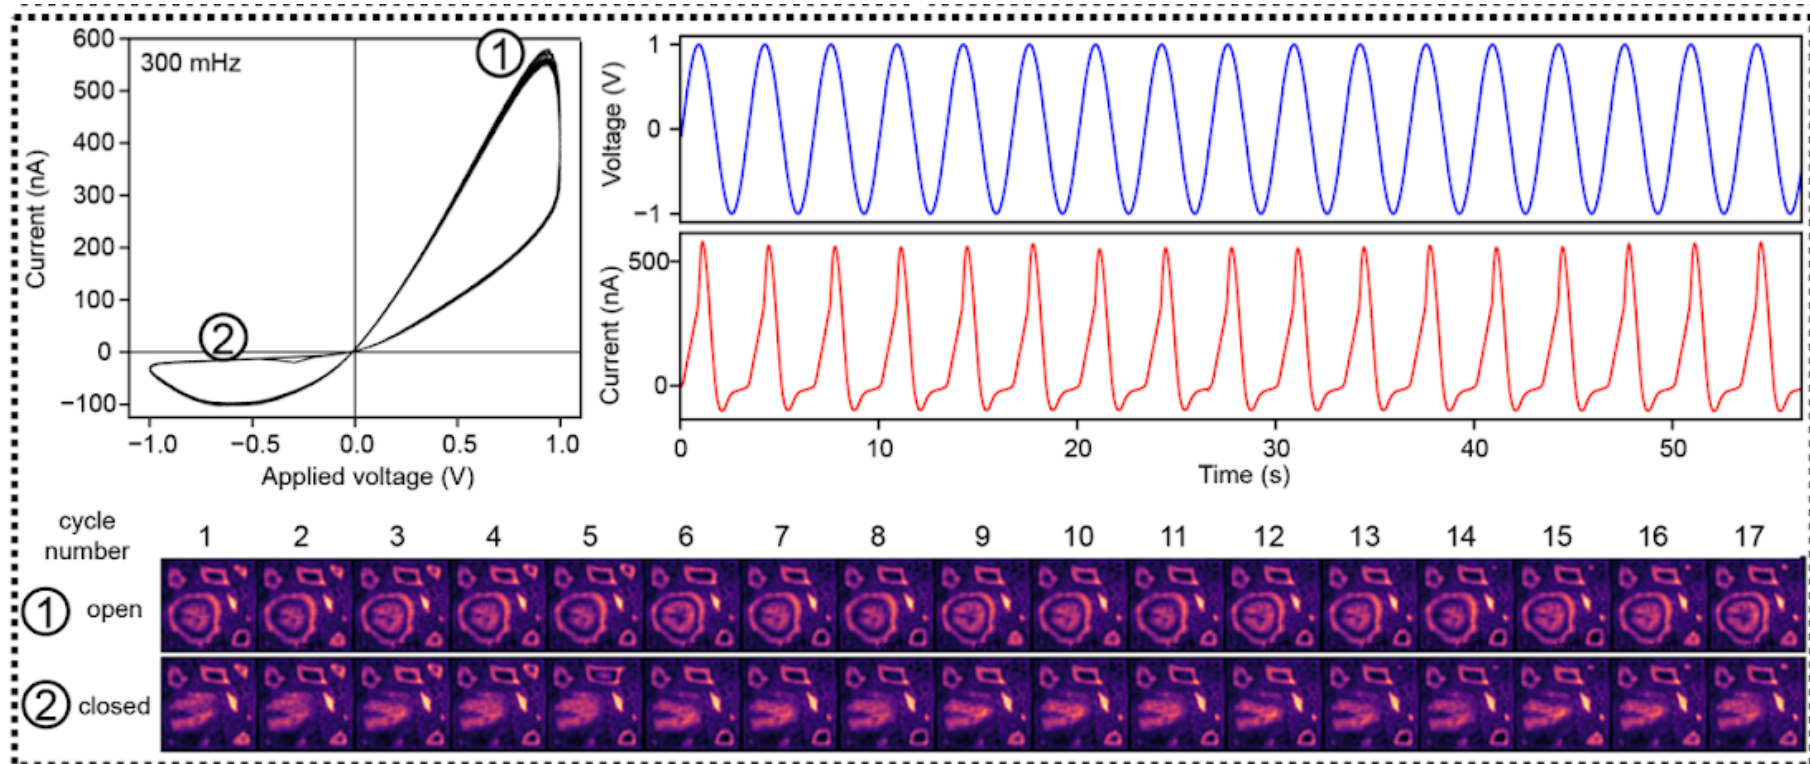 600
500
400
300
200
100
0
−100
Current (nA)
300 mHz
①
②
−1.0 −0.5 0.0 0.5 1.0
Applied voltage (V)
1
0
−1
Voltage (V)
500
0
Current (nA)
0 10 20 30 40 50
Time (s)
cycle
number
1 2 3 4 5 6 7 8 9 10 11 12 13 14 15 16 17
① open
② closed